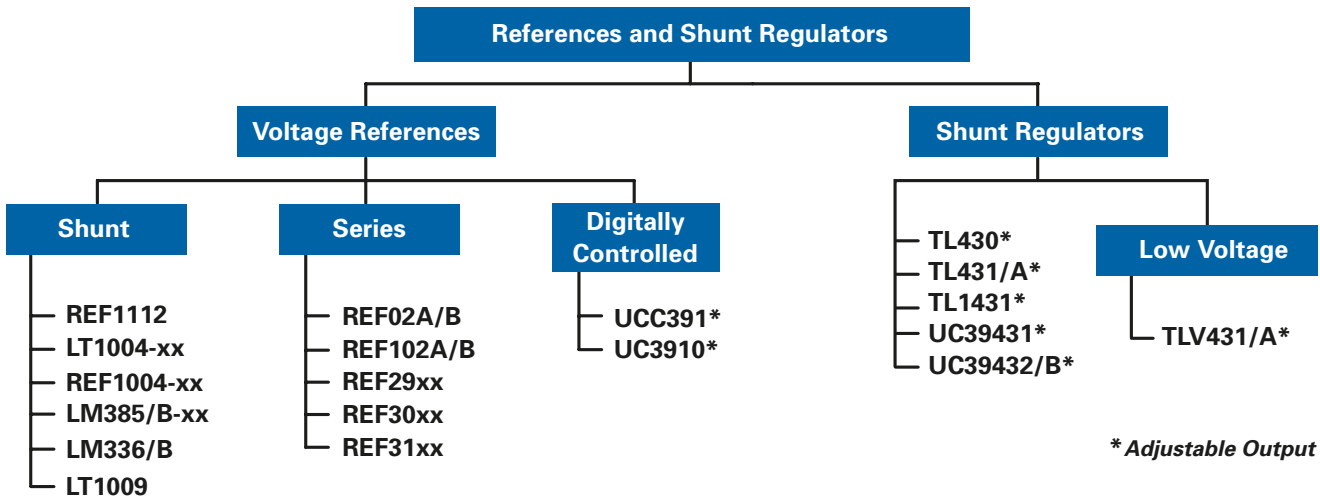 References and Shunt Regulators
Voltage References
Shunt Regulators
Shunt
Series
Digitally
Controlled
Low Voltage
REF1112
LT1004-xx
REF1004-xx
LM385/B-xx
LM336/B
LT1009
REF02A/B
REF102A/B
REF29xx
REF30xx
REF31xx
UCC391*
UC3910*
TL430*
TL431/A*
TL1431*
UC39431*
UC39432/B*
TLV431/A*
*Adjustable Output